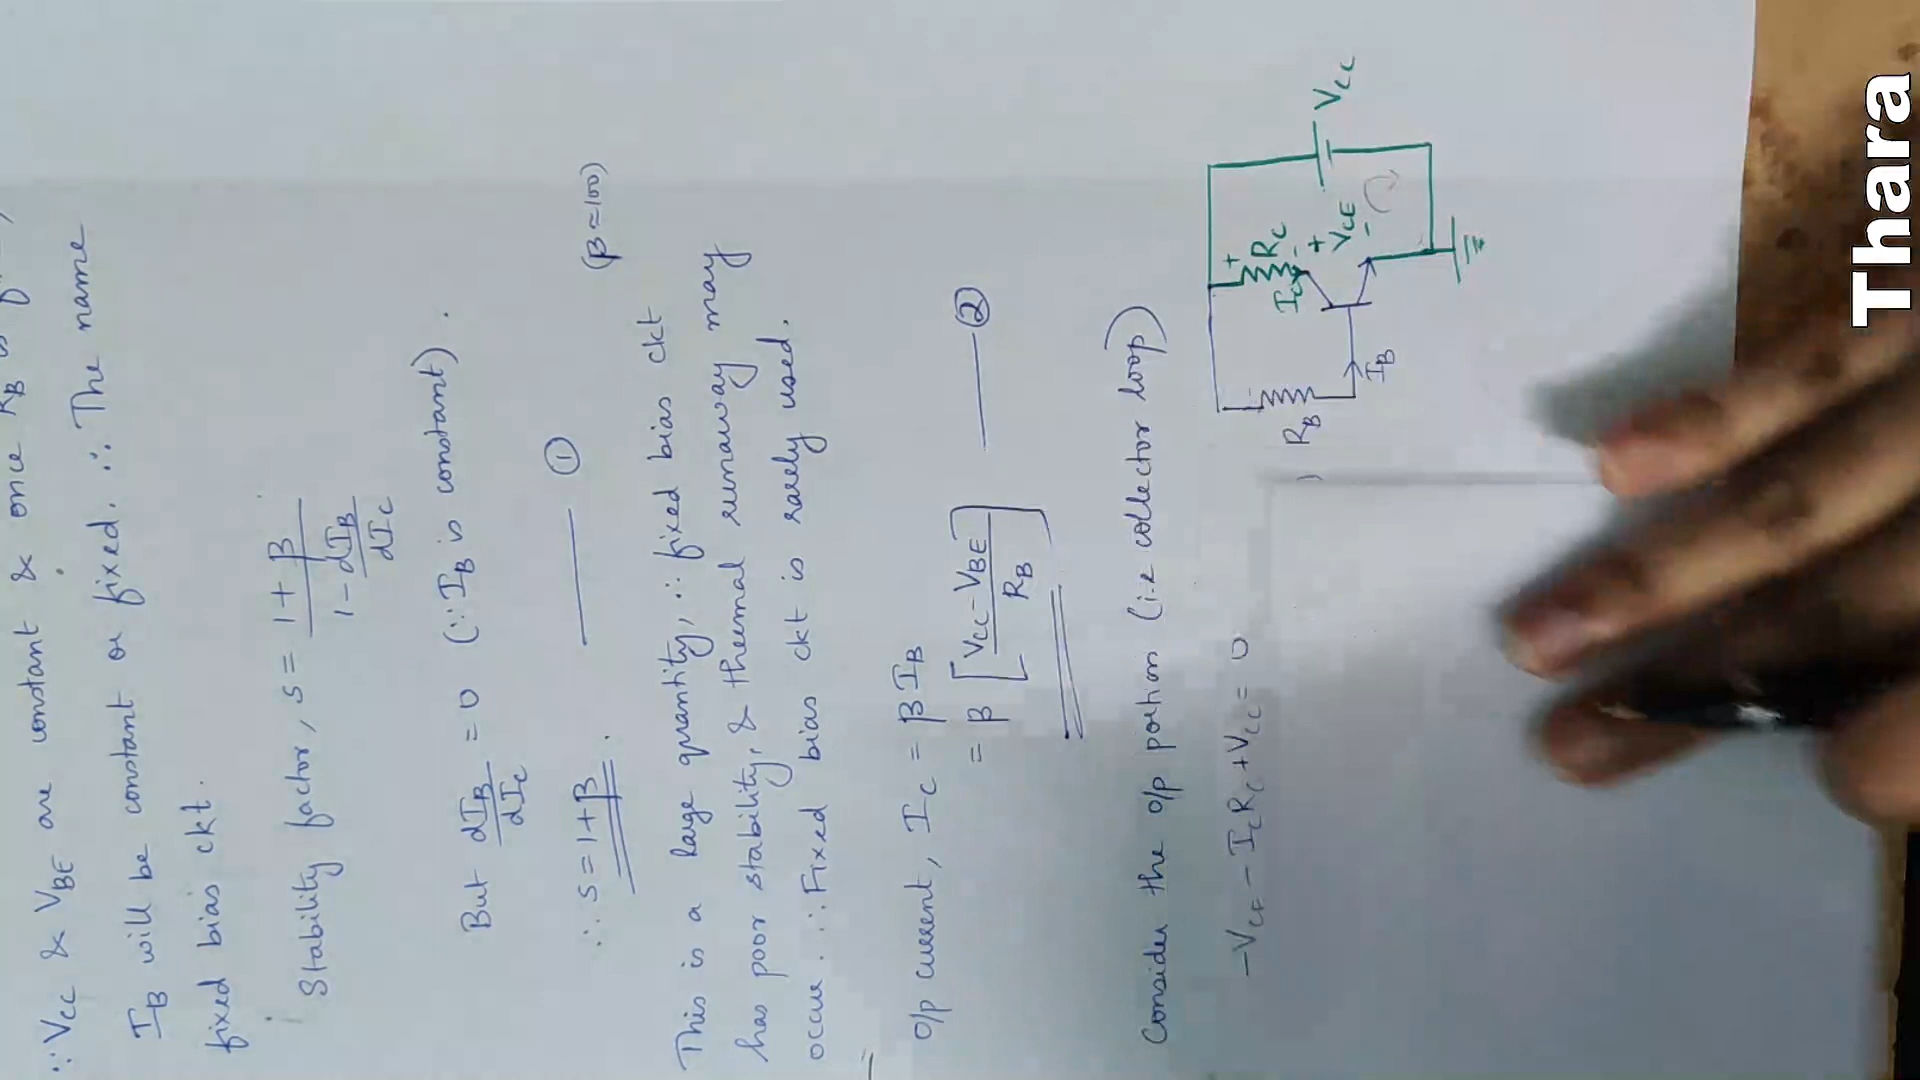 ∵ VCC & VBE are constant & once RB is
IB will be constant or fixed. ∴ The name
fixed bias ckt.
Stability factor, S = 1+β / 1 - dIB/dIC
But dIB/dIC = 0 (∵ IB is constant).
∴ S = 1+β. ——— ①
(β=100)
This is a large quantity, ∴ fixed bias ckt
has poor stability, & thermal runaway may
occur. ∴ Fixed bias ckt is rarely used.
O/p current, IC = βIB
= β [VCC-VBE / RB] ——— ②
Consider the o/p portion (i.e collector loop)
-VCE - ICRC + VCC = 0
RB
IB
IC
+
RC
-
+
VCE
-
VCC
Thara